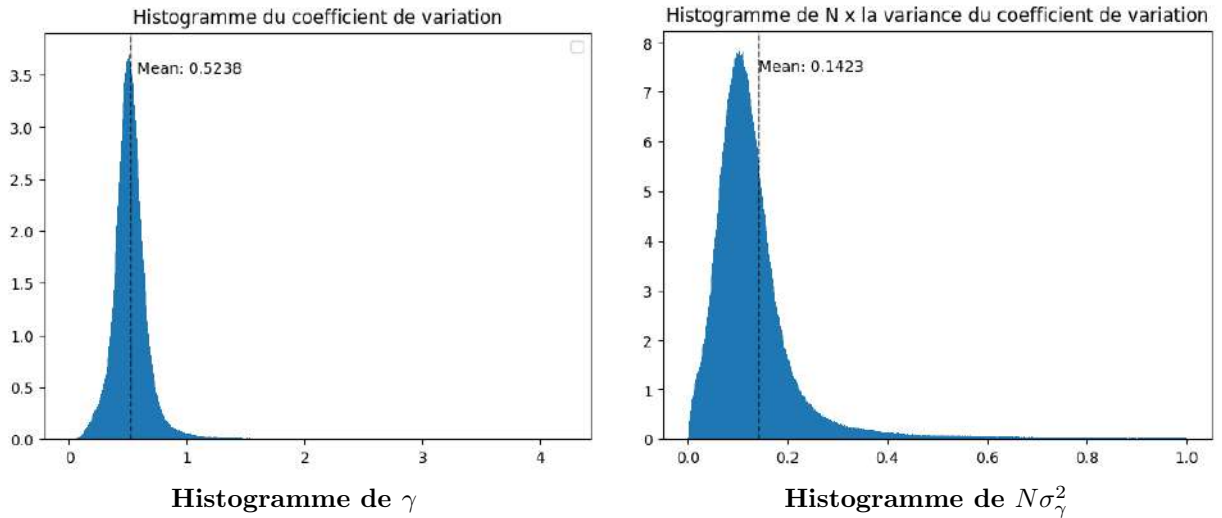 Histogramme du coefficient de variation
Mean: 0.5238
3.5
3.0
2.5
2.0
1.5
1.0
0.5
0.0
0 1 2 3 4
Histogramme de γ
Histogramme de N x la variance du coefficient de variation
Mean: 0.1423
8
7
6
5
4
3
2
1
0
0.0 0.2 0.4 0.6 0.8 1.0
Histogramme de $N\sigma_\gamma^2$